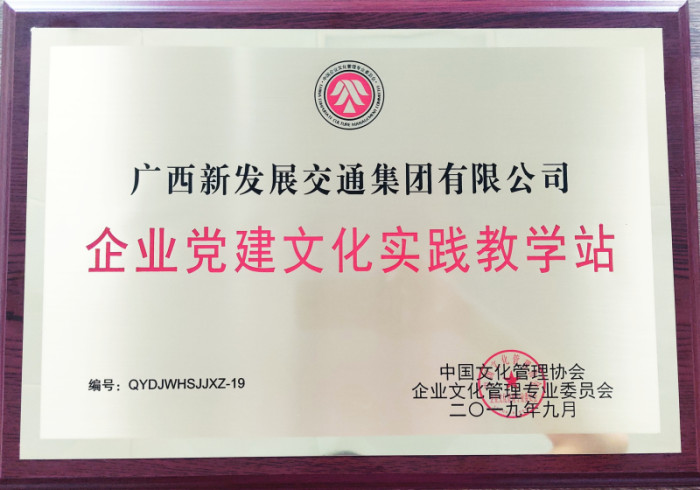 广西新发展交通集团有限公司
企业党建文化实践教学站
编号：QYDJWHSJJXZ-19
中国文化管理协会
企业文化管理专业委员会
二〇一九年九月